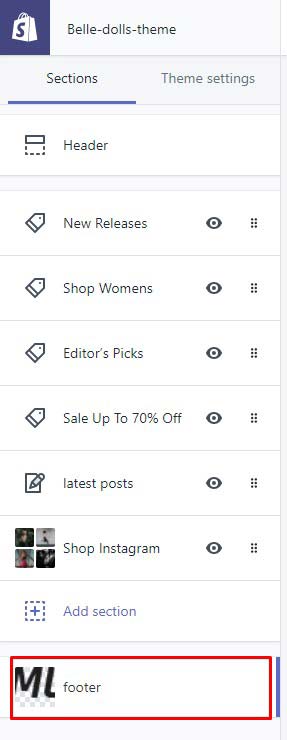 Belle-dolls-theme
Sections Theme settings
Header
New Releases
Shop Womens
Editor's Picks
Sale Up To 70% Off
latest posts
Shop Instagram
Add section
footer